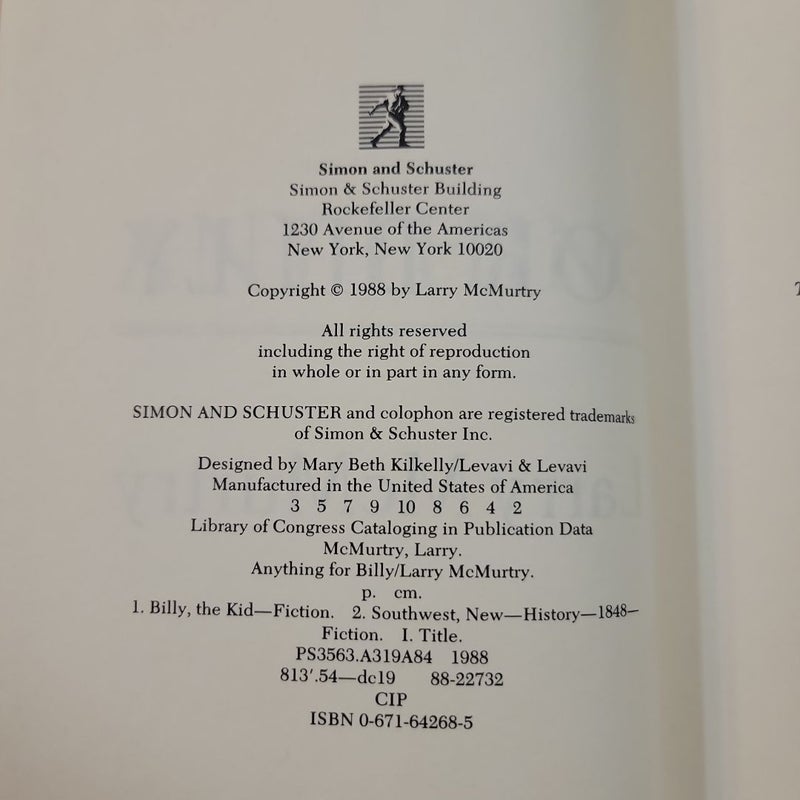 Simon and Schuster
Simon & Schuster Building
Rockefeller Center
1230 Avenue of the Americas
New York, New York 10020
Copyright © 1988 by Larry McMurtry
All rights reserved
including the right of reproduction
in whole or in part in any form.
SIMON AND SCHUSTER and colophon are registered trademarks
of Simon & Schuster Inc.
Designed by Mary Beth Kilkelly/Levavi & Levavi
Manufactured in the United States of America
3 5 7 9 10 8 6 4 2
Library of Congress Cataloging in Publication Data
McMurtry, Larry.
Anything for Billy/Larry McMurtry.
p. cm.
1. Billy, the Kid—Fiction. 2. Southwest, New—History—1848–
Fiction. I. Title.
PS3563.A319A84 1988
813′.54—dc19 88-22732
CIP
ISBN 0-671-64268-5